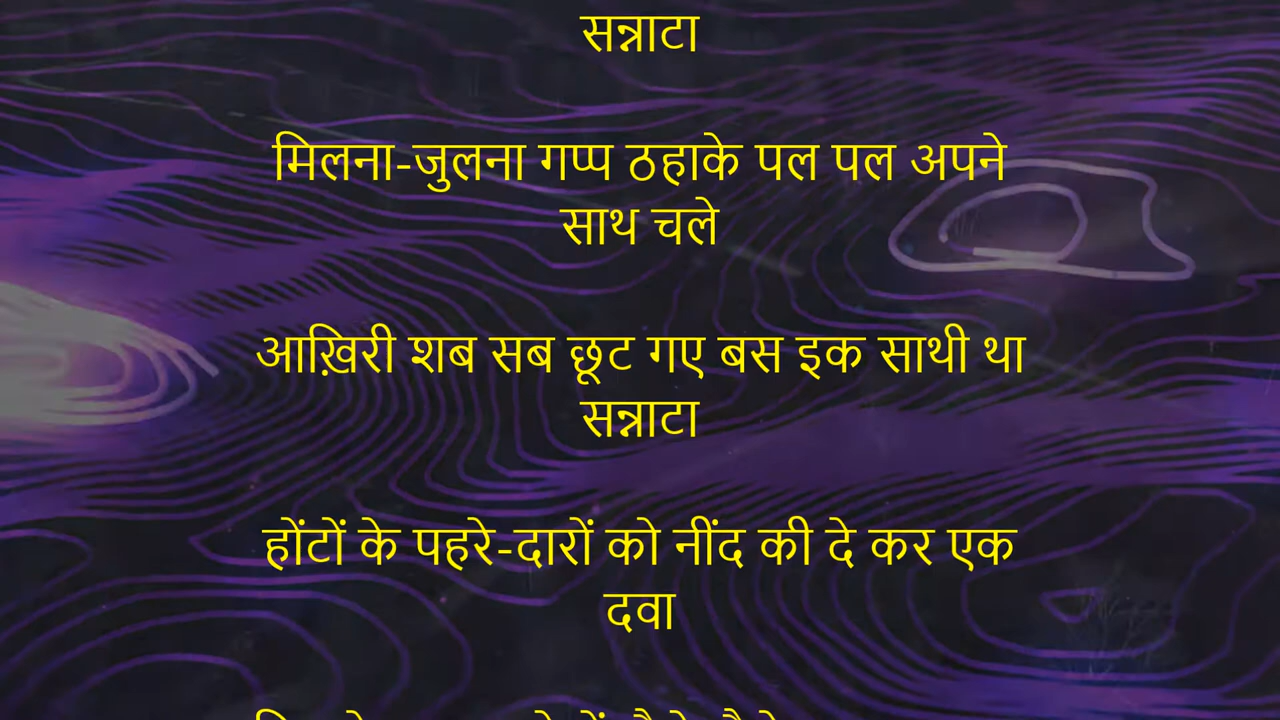 सन्नाटा
मिलना-जुलना गप्प ठहाके पल पल अपने
साथ चले
आख़िरी शब सब छूट गए बस इक साथी था
सन्नाटा
होंटों के पहरे-दारों को नींद की दे कर एक
दवा